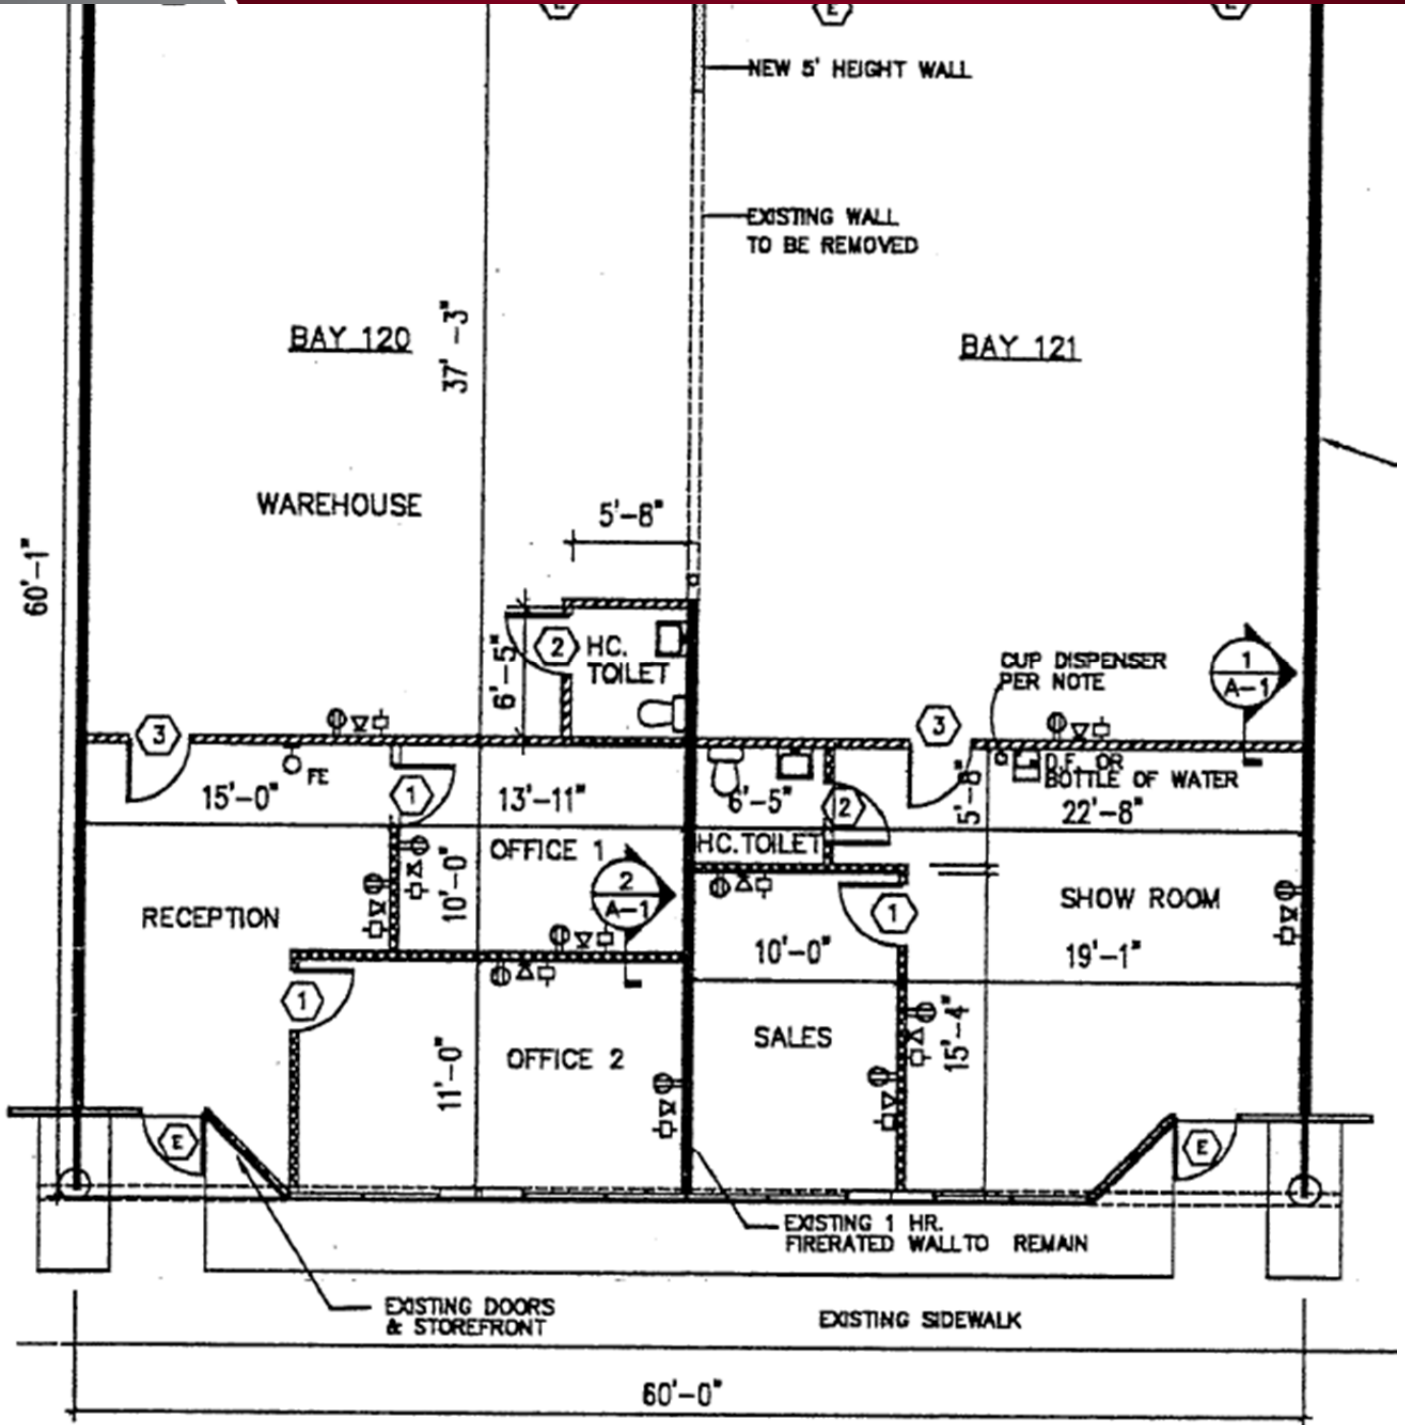 E
E
E
NEW 5' HEIGHT WALL
EXISTING WALL
TO BE REMOVED
BAY 120
37'-3"
BAY 121
WAREHOUSE
5'-8"
60'-1"
2
HC.
TOILET
6'-5"
CUP DISPENSER
PER NOTE
1
A-1
3
3
FE
D.F. OR
BOTTLE OF WATER
15'-0"
1
13'-11"
6'-5"
2
5'-8"
22'-8"
OFFICE 1
HC. TOILET
10'-0"
2
A-1
RECEPTION
SHOW ROOM
1
10'-0"
19'-1"
1
SALES
15'-4"
OFFICE 2
11'-0"
E
E
EXISTING 1 HR.
FIRERATED WALL TO REMAIN
EXISTING DOORS
& STOREFRONT
EXISTING SIDEWALK
60'-0"